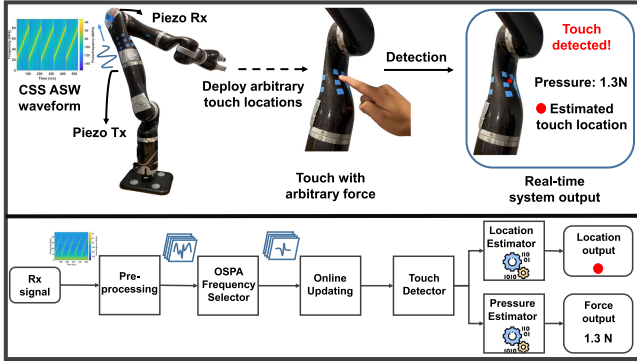 Piezo Rx
CSS ASW
waveform
Piezo Tx
Time (ms)
Deploy arbitrary
touch locations
Touch with
arbitrary force
Detection
Touch
detected!
Pressure: 1.3N
Estimated
touch location
Real-time
system output
Rx
signal
Pre-
processing
OSPA
Frequency
Selector
Online
Updating
Touch
Detector
Location
Estimator
Pressure
Estimator
Location
output
Force
output
1.3 N